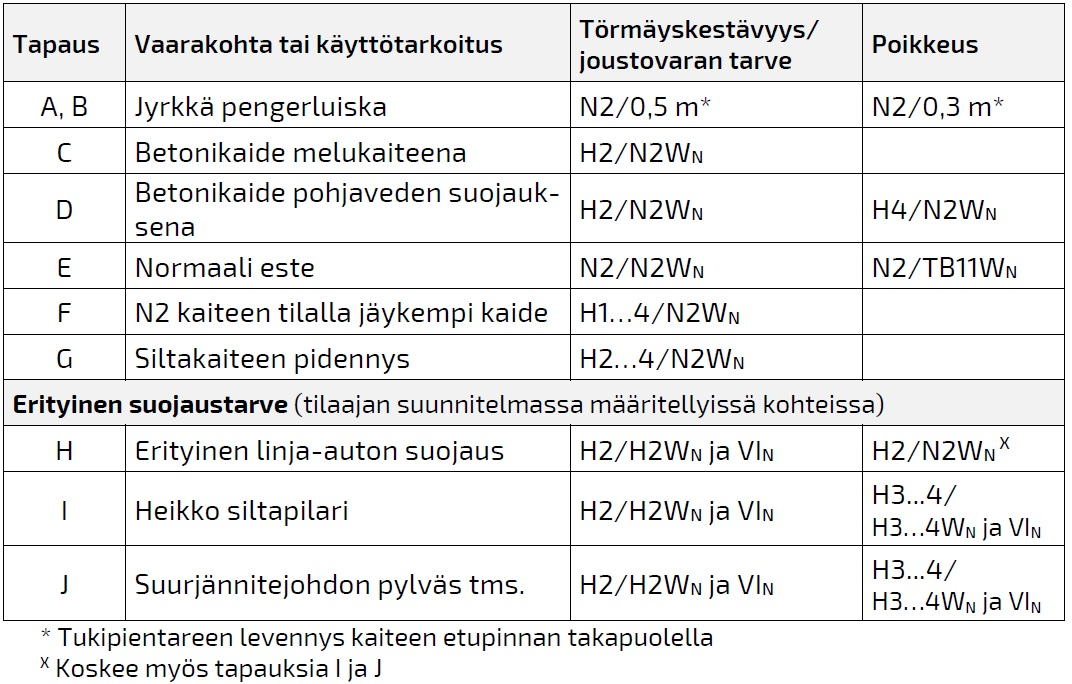 Tapaus Vaarakohta tai käyttötarkoitus Törmäyskestävyys/ joustovaran tarve Poikkeus
A, B Jyrkkä pengerluiska N2/0,5 m* N2/0,3 m*
C Betonikaide melukaiteena H2/N2WN
D Betonikaide pohjaveden suojauk-
sena H2/N2WN H4/N2WN
E Normaali este N2/N2WN N2/TB11WN
F N2 kaiteen tilalla jäykempi kaide H1...4/N2WN
G Siltakaiteen pidennys H2...4/N2WN
Erityinen suojaustarve (tilaajan suunnitelmassa määritellyissä kohteissa)
H Erityinen linja-auton suojaus H2/H2WN ja VIN H2/N2WN X
I Heikko siltapilari H2/H2WN ja VIN H3...4/
H3...4WN ja VIN
J Suurjännitejohdon pylväs tms. H2/H2WN ja VIN H3...4/
H3...4WN ja VIN
* Tukipientareen levennys kaiteen etupinnan takapuolella
X Koskee myös tapauksia I ja J